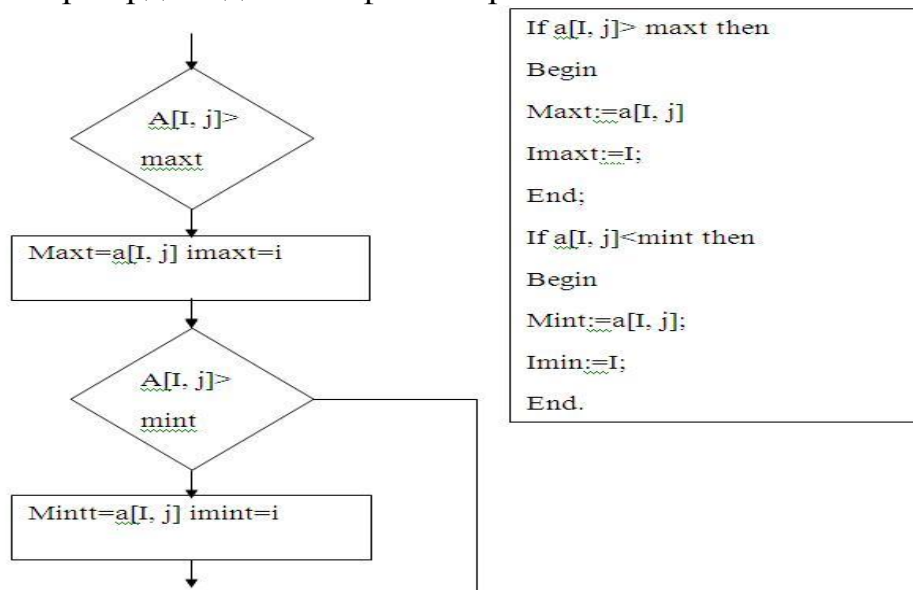 A[I, j]>
maxt
Maxt=a[I, j] imaxt=i
A[I, j]>
mint
Mintt=a[I, j] imint=i
If a[I, j]> maxt then
Begin
Maxt:=a[I, j]
Imaxt:=I;
End;
If a[I, j]<mint then
Begin
Mint:=a[I, j];
Imin:=I;
End.